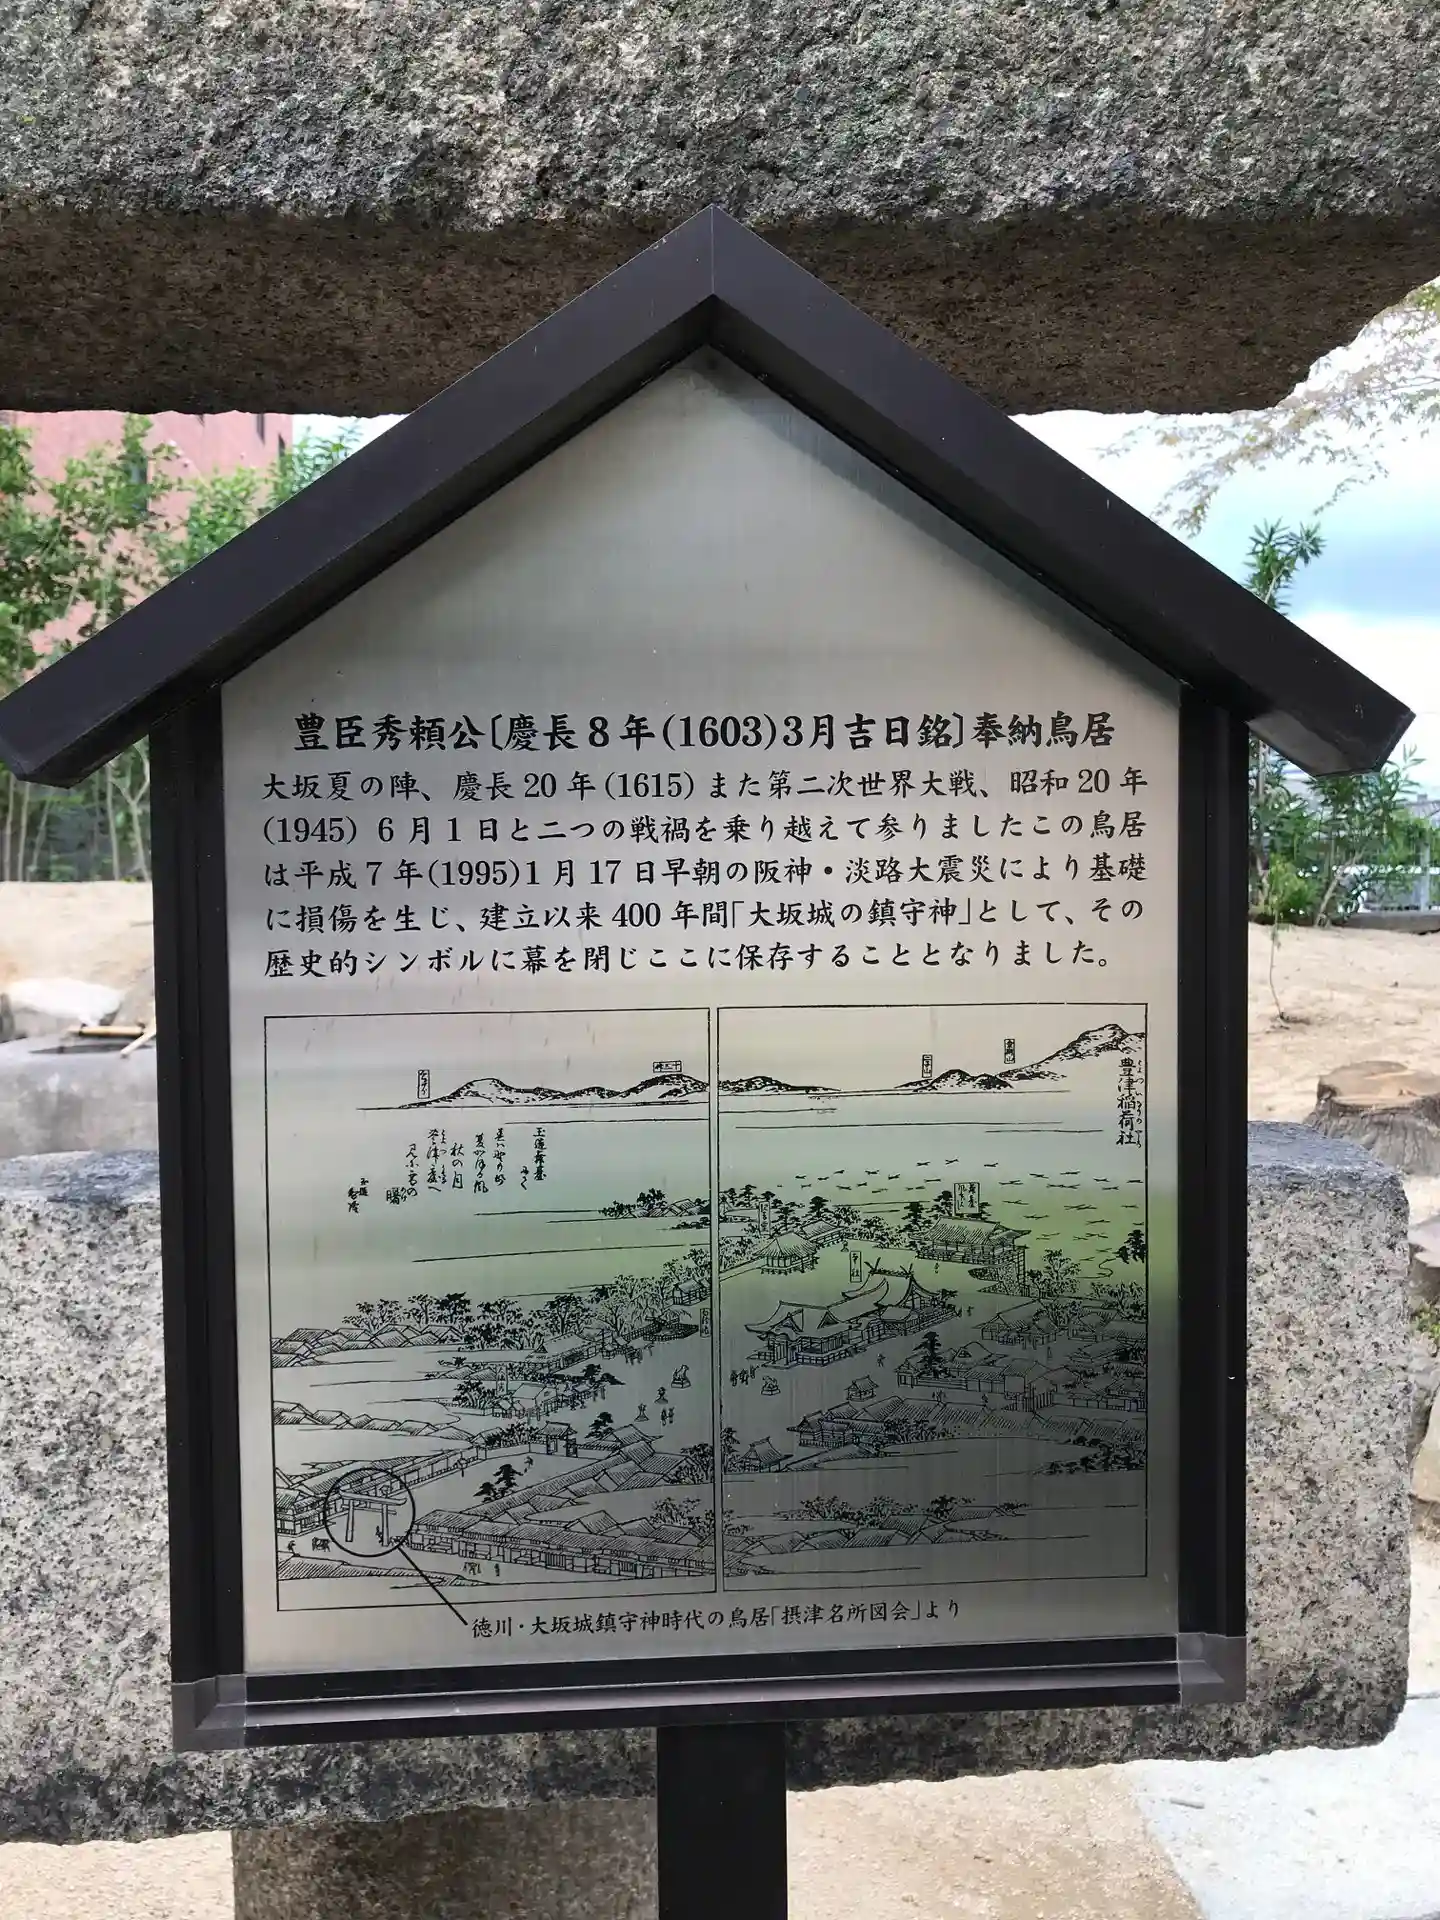 豊臣秀頼公〔慶長8年(1603)3月吉日銘〕奉納鳥居
大坂夏の陣、慶長20年(1615)また第二次世界大戦、昭和20年
(1945) 6月1日と二つの戦禍を乗り越えて参りましたこの鳥居
は平成7年(1995)1月17日早朝の阪神・淡路大震災により基礎
に損傷を生じ、建立以来400年間「大坂城の鎮守神」として、その
歴史的シンボルに幕を閉じここに保存することとなりました。
豊津稲荷社
本社
徳川・大坂城鎮守神時代の鳥居「摂津名所図会」より